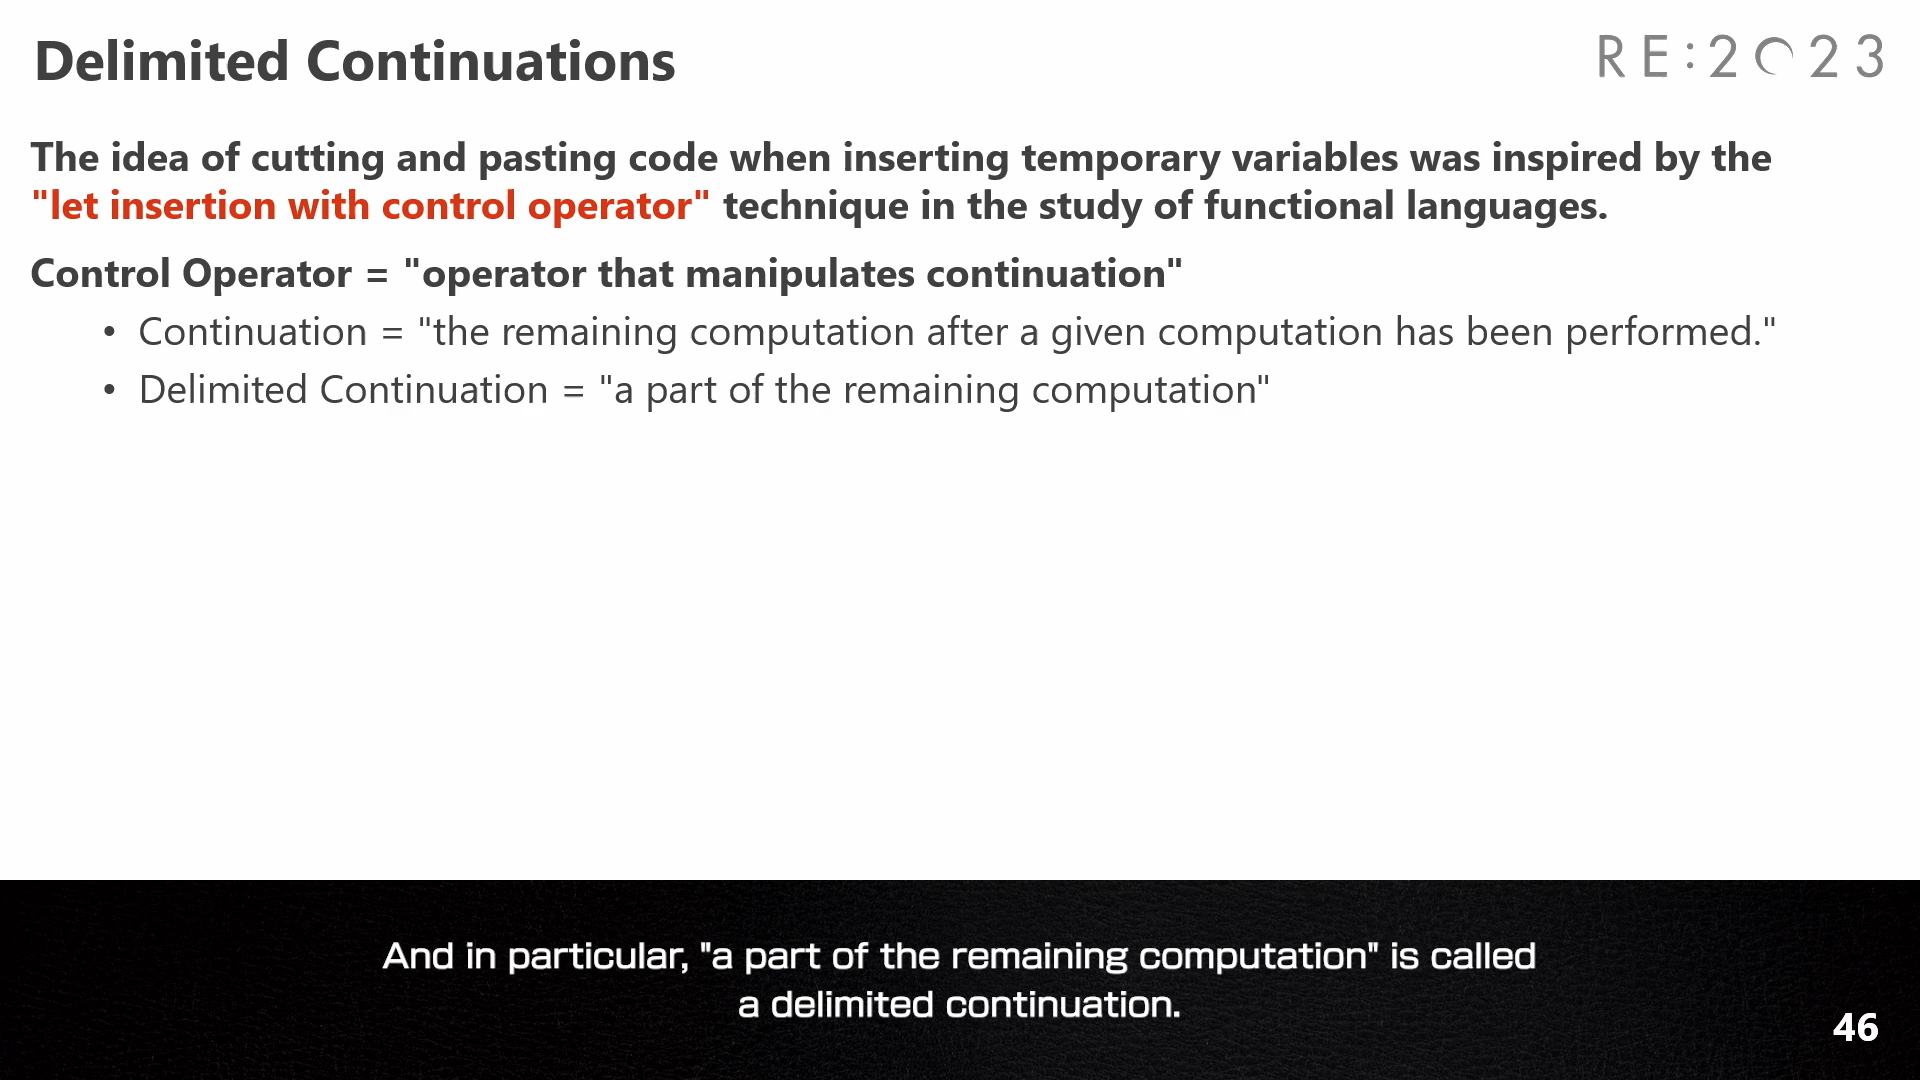 Delimited Continuations
RE:2023
The idea of cutting and pasting code when inserting temporary variables was inspired by the
"let insertion with control operator" technique in the study of functional languages.
Control Operator = "operator that manipulates continuation"
• Continuation = "the remaining computation after a given computation has been performed."
• Delimited Continuation = "a part of the remaining computation"
And in particular, "a part of the remaining computation" is called
a delimited continuation.
46